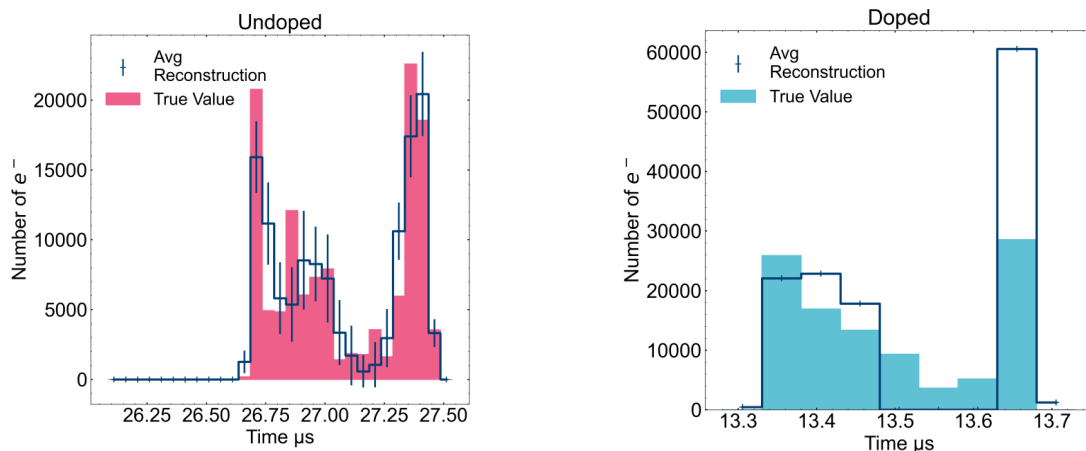 Undoped
Avg
Reconstruction
True Value
Number of e⁻
20000
15000
10000
5000
0
26.25 26.50 26.75 27.00 27.25 27.50
Time μs
Doped
Avg
Reconstruction
True Value
Number of e⁻
60000
50000
40000
30000
20000
10000
0
13.3 13.4 13.5 13.6 13.7
Time μs